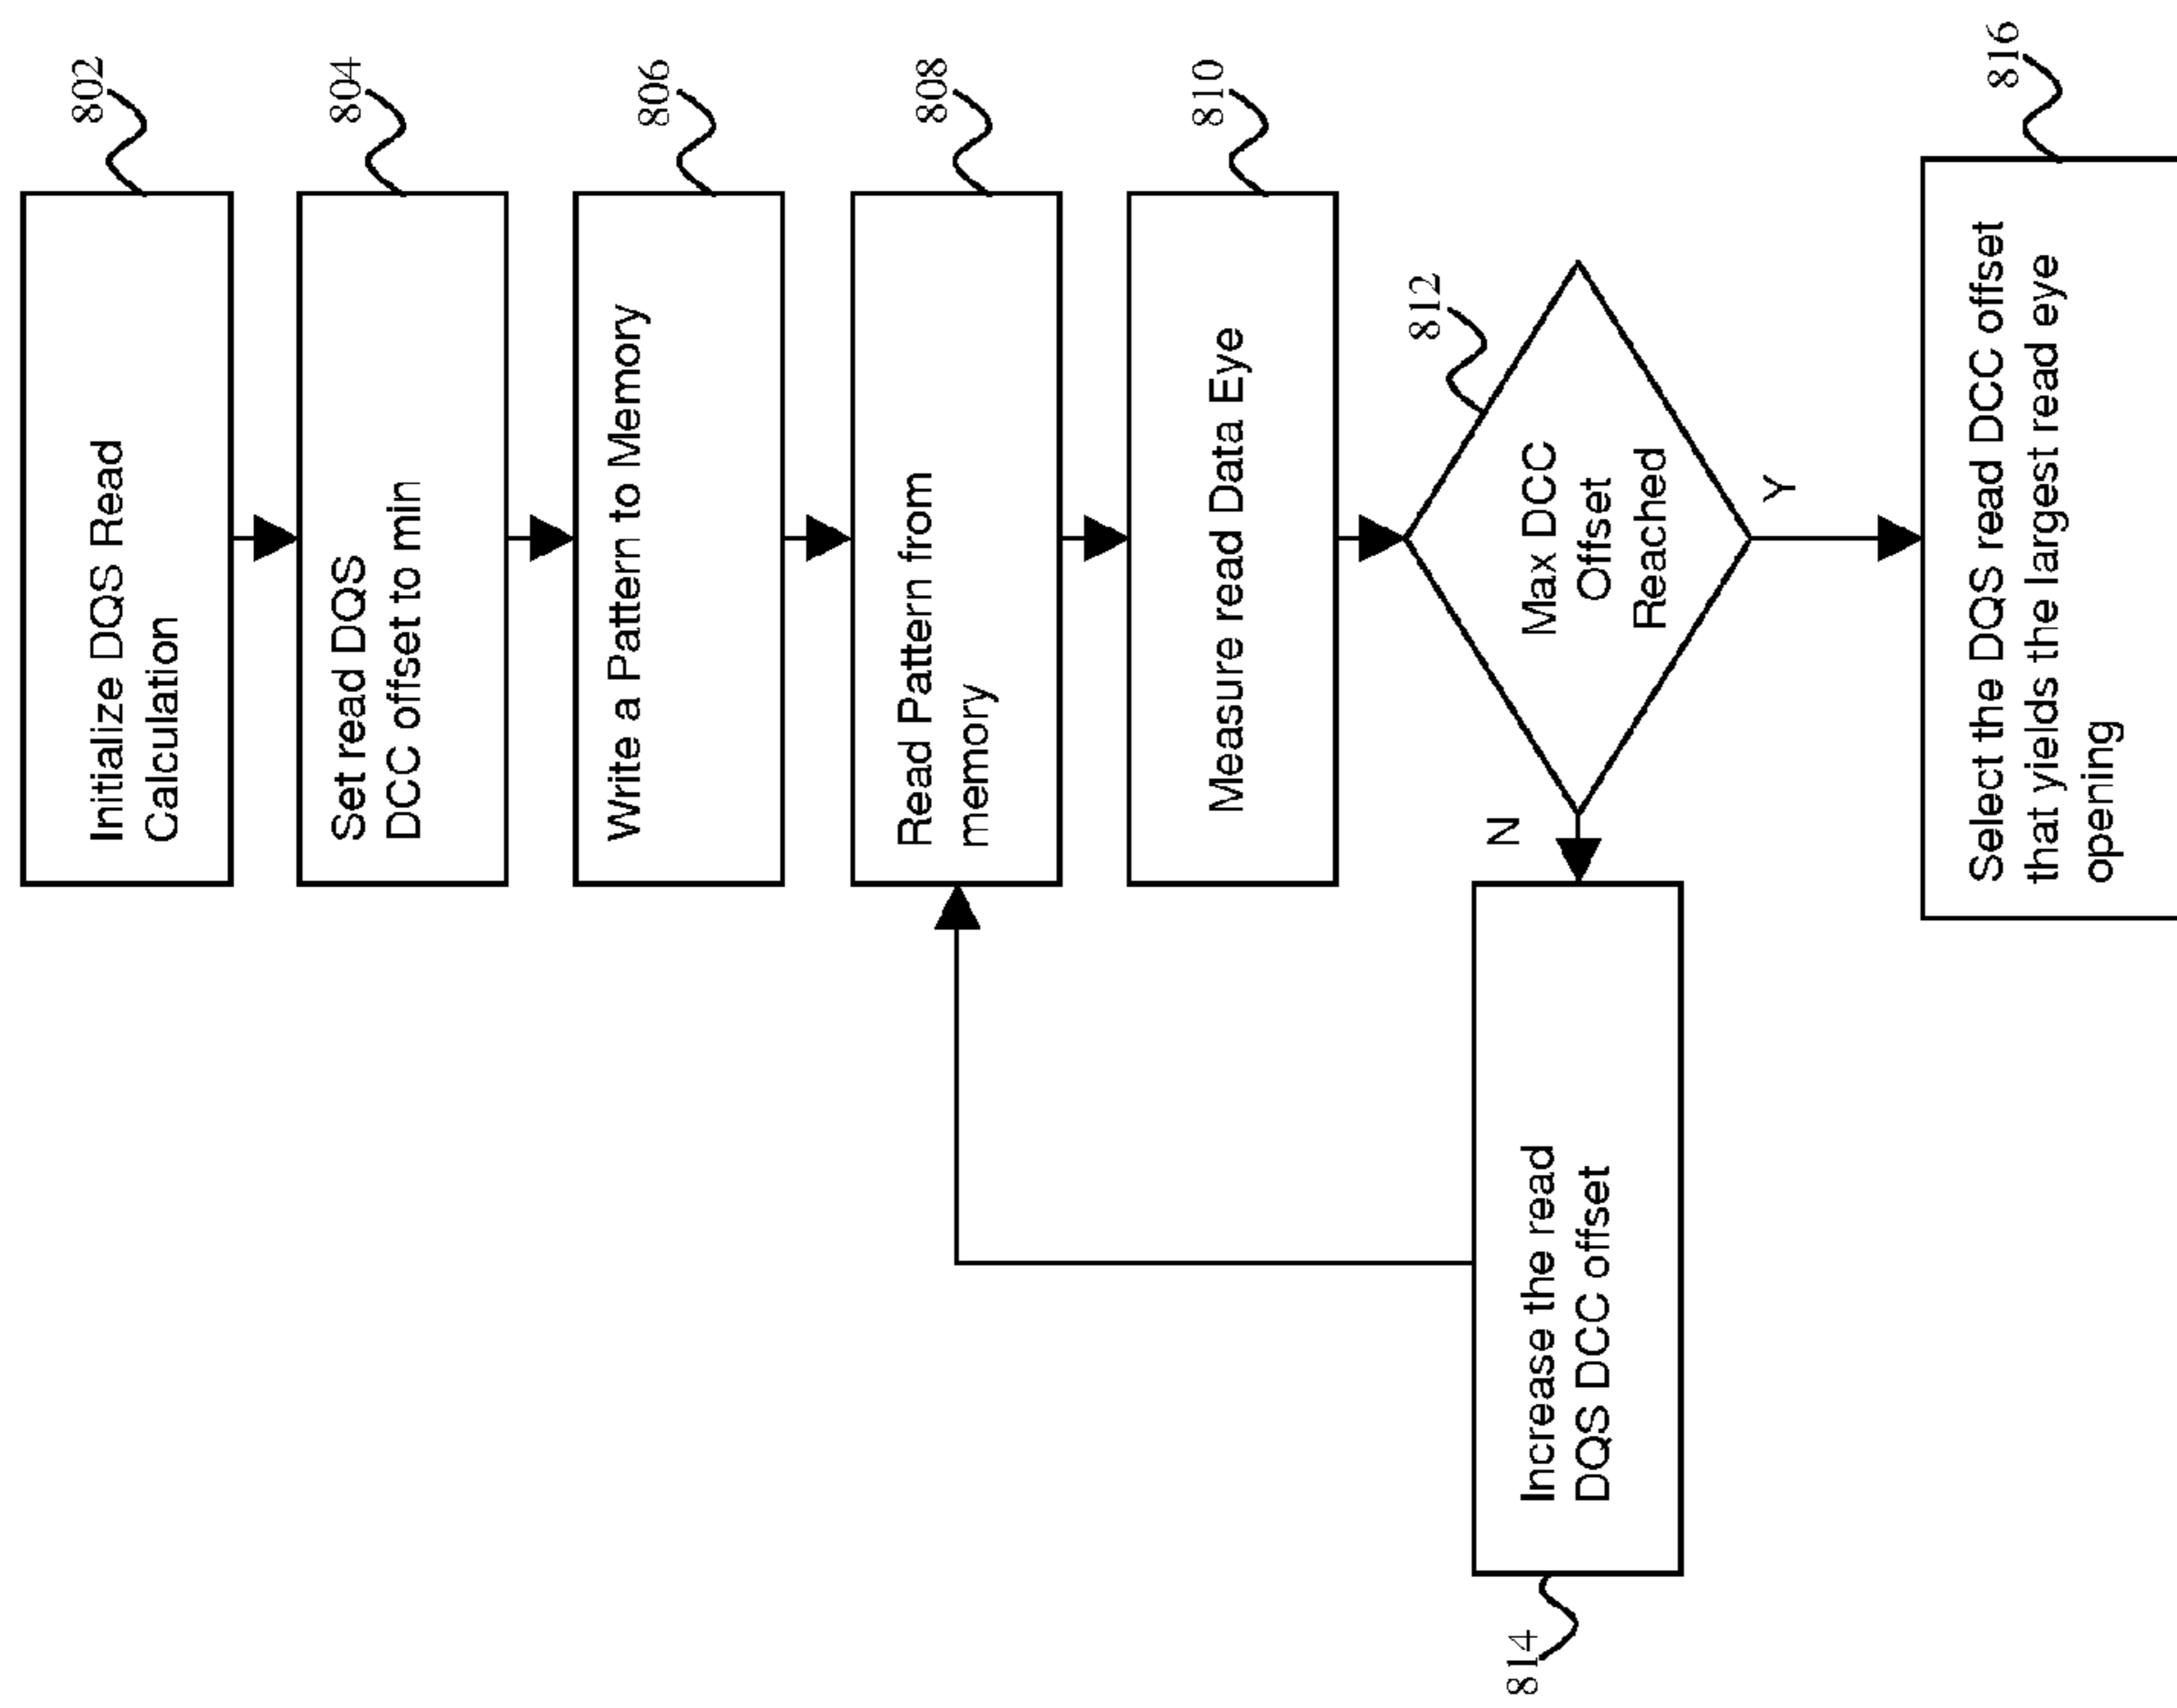 802
Initialize DQS Read
Calculation
804
Set read DQS
DCC offset to min
806
Write a Pattern to Memory
808
Read Pattern from
memory
810
Measure read Data Eye
812
Max DCC
Offset
Reached
N
Y
814
Increase the read
DQS DCC offset
816
Select the DQS read DCC offset
that yields the largest read eye
opening